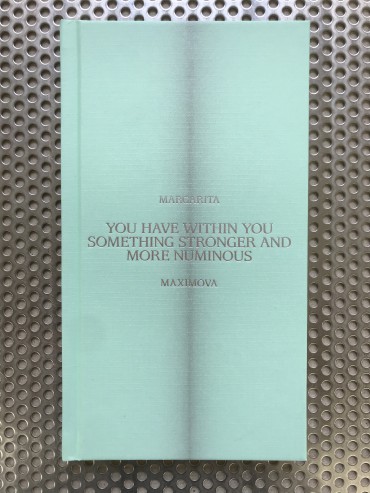 MARGARITA
YOU HAVE WITHIN YOU
SOMETHING STRONGER AND
MORE NUMINOUS
MAXIMOVA